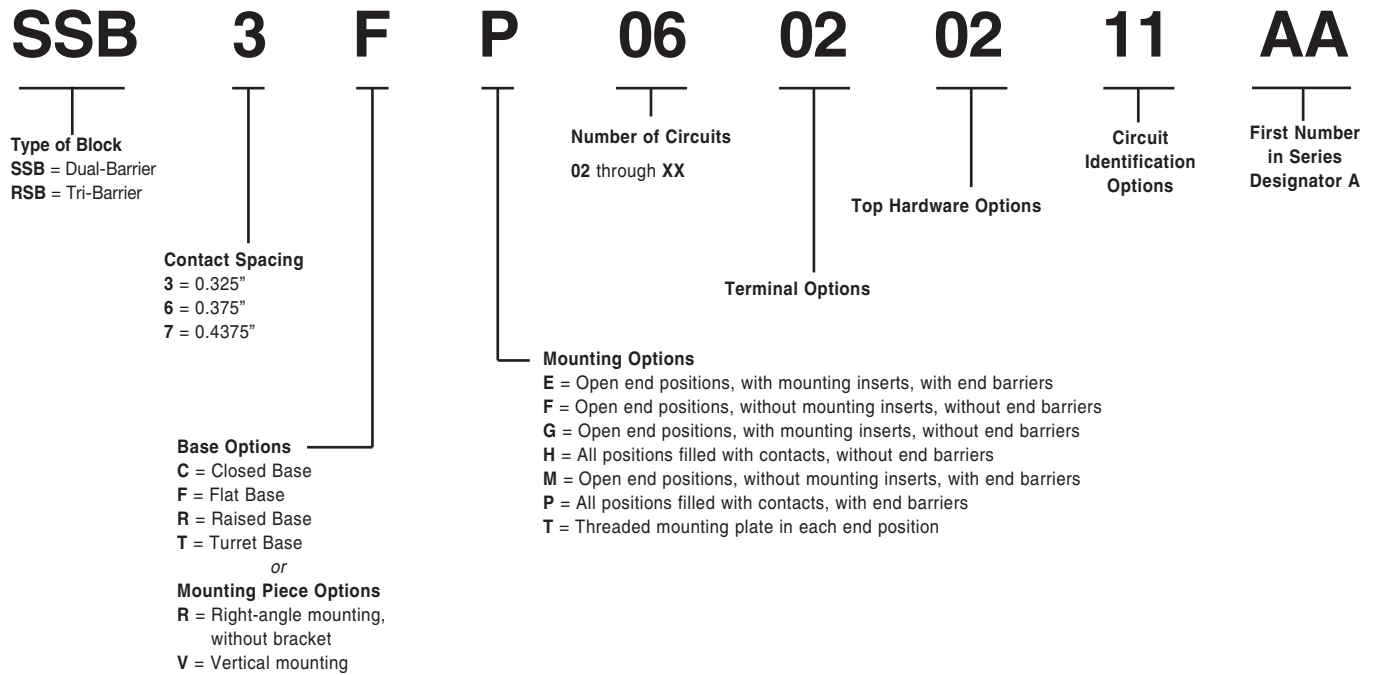 SSB 3 F P 06 02 02 11 AA
Type of Block
SSB = Dual-Barrier
RSB = Tri-Barrier
Contact Spacing
3 = 0.325”
6 = 0.375”
7 = 0.4375”
Base Options
C = Closed Base
F = Flat Base
R = Raised Base
T = Turret Base
or
Mounting Piece Options
R = Right-angle mounting,
without bracket
V = Vertical mounting
Mounting Options
E = Open end positions, with mounting inserts, with end barriers
F = Open end positions, without mounting inserts, without end barriers
G = Open end positions, with mounting inserts, without end barriers
H = All positions filled with contacts, without end barriers
M = Open end positions, without mounting inserts, with end barriers
P = All positions filled with contacts, with end barriers
T = Threaded mounting plate in each end position
Number of Circuits
02 through XX
Terminal Options
Top Hardware Options
Circuit
Identification
Options
First Number
in Series
Designator A